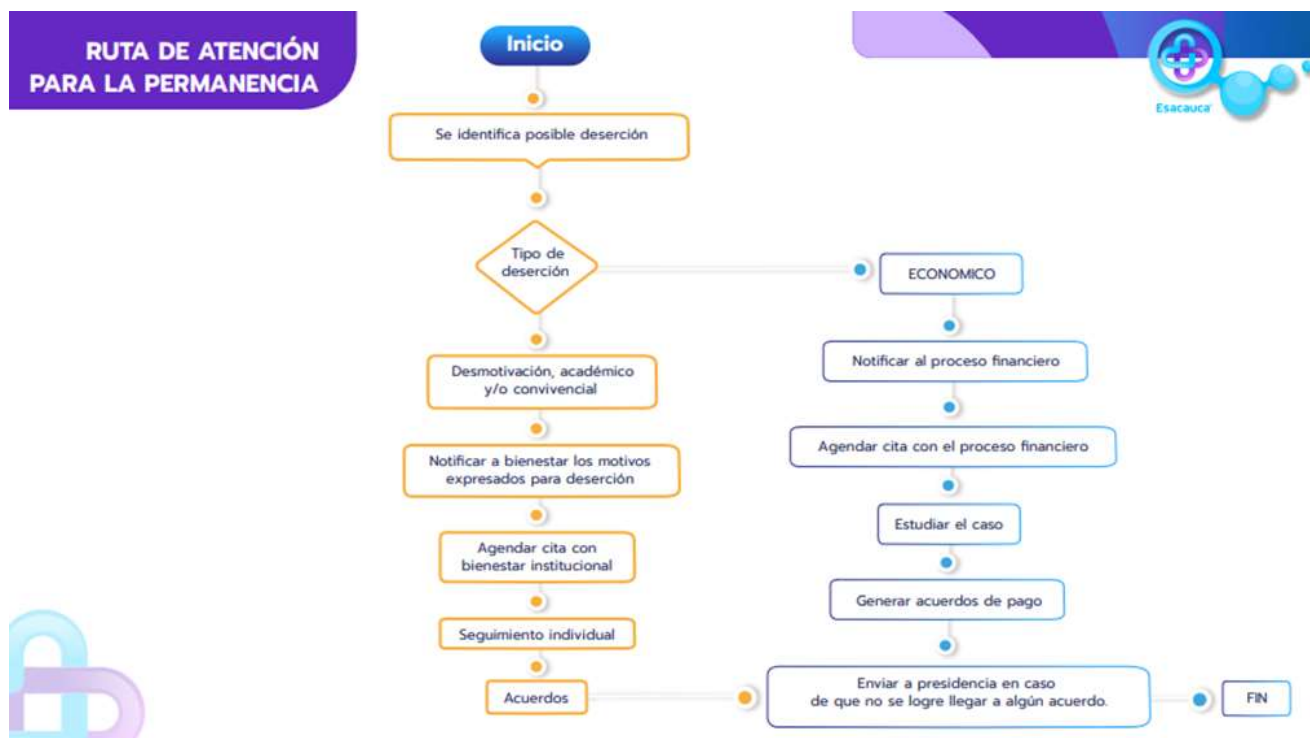 RUTA DE ATENCIÓN
PARA LA PERMANENCIA
Inicio
Esacauca
Se identifica posible deserción
Tipo de
deserción
ECONOMICO
Desmotivación, académico
y/o convivencial
Notificar al proceso financiero
Notificar a bienestar los motivos
expresados para deserción
Agendar cita con el proceso financiero
Agendar cita con
bienestar institucional
Estudiar el caso
Seguimiento individual
Generar acuerdos de pago
Acuerdos
Enviar a presidencia en caso
de que no se logre llegar a algún acuerdo.
FIN